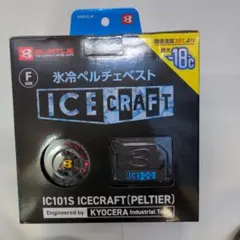 BURTLE
F
氷冷ペルチェベスト
-18℃
ICE CRAFT
B
ICE
IC101S ICECRAFT(PELTIER)
Engineered by KYOCERA Industrial Tools